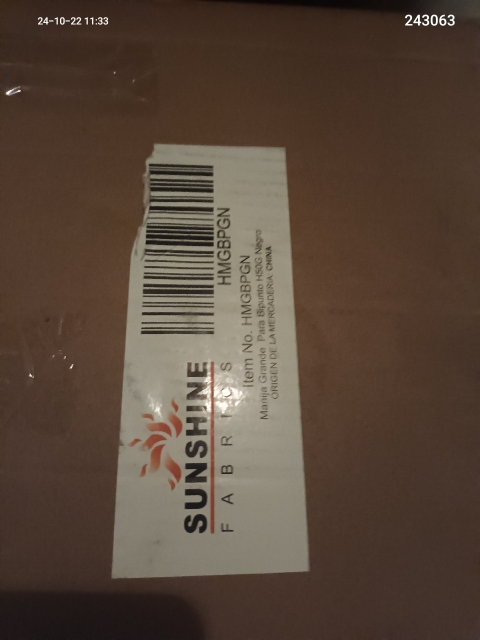 24-10-22 11:33
243063
HMGBPGN
SUNSHINE
FABRICS
Item No. HMGBPGN
Manija Grande Para Bipunto H50G Negro
ORIGEN DE LA MERCADERIA: CHINA